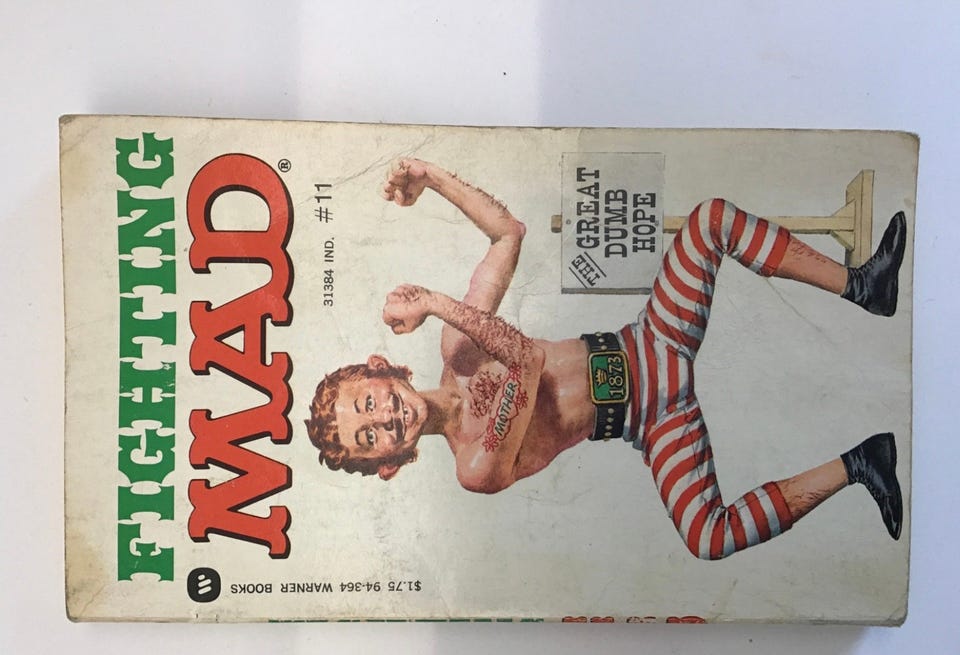 FIGHTING
MAD®
31384 IND. #11
$1.75 94-364 WARNER BOOKS
THE GREAT
DUMB
HOPE
MOTHER
1873